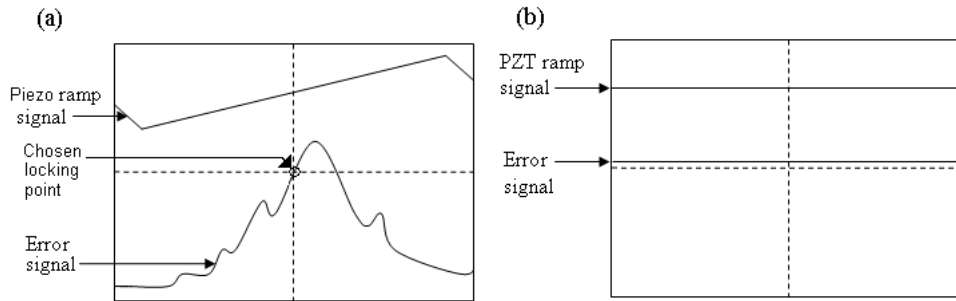 (a)
Piezo ramp
signal
Chosen
locking
point
Error
signal
(b)
PZT ramp
signal
Error
signal